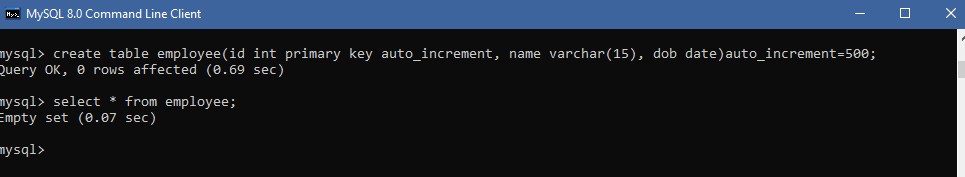 MySQL 8.0 Command Line Client
mysql> create table employee(id int primary key auto_increment, name varchar(15), dob date)auto_increment=500;
Query OK, 0 rows affected (0.69 sec)
mysql> select * from employee;
Empty set (0.07 sec)
mysql>